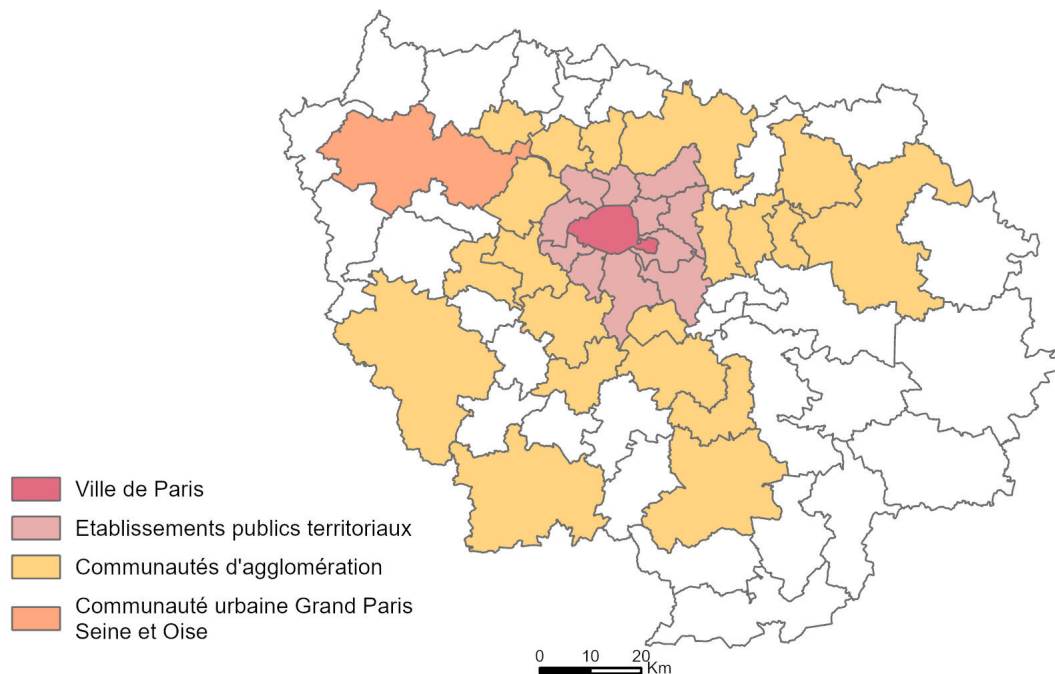 Ville de Paris
Etablissements publics territoriaux
Communautés d'agglomération
Communauté urbaine Grand Paris
Seine et Oise
0 10 20
Km